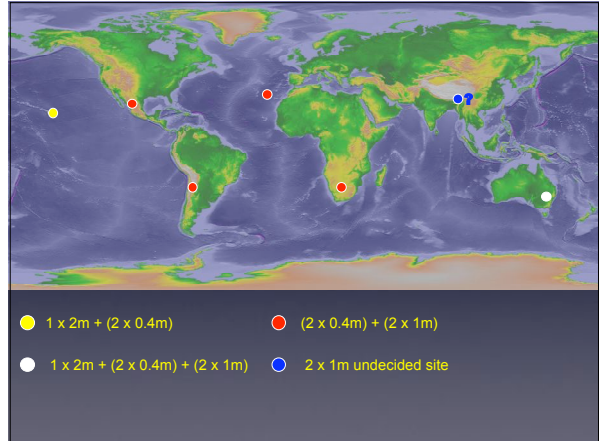 ?
1 x 2m + (2 x 0.4m)
(2 x 0.4m) + (2 x 1m)
1 x 2m + (2 x 0.4m) + (2 x 1m)
2 x 1m undecided site